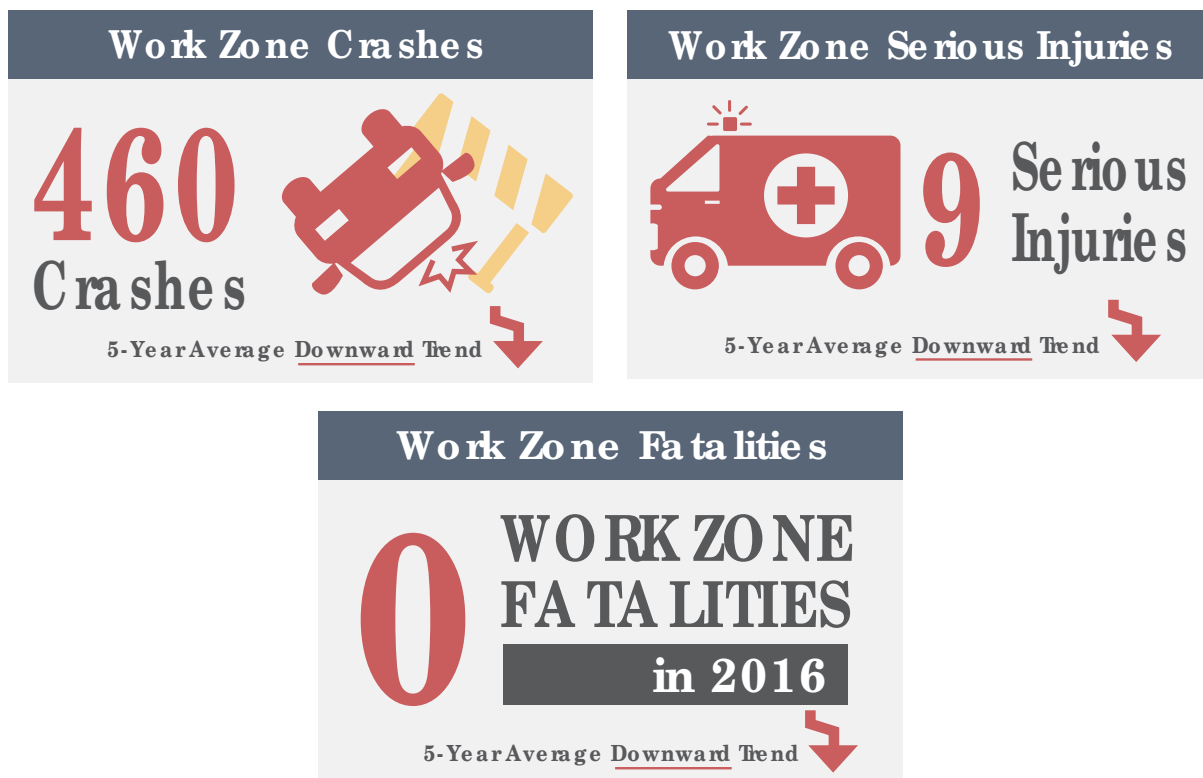 Work Zone Crashes
460
Crashes
5-Year Average Downward Trend
Work Zone Serious Injuries
9
Serious
Injuries
5-Year Average Downward Trend
Work Zone Fatalities
0
WORK ZONE
FATALITIES
in 2016
5-Year Average Downward Trend